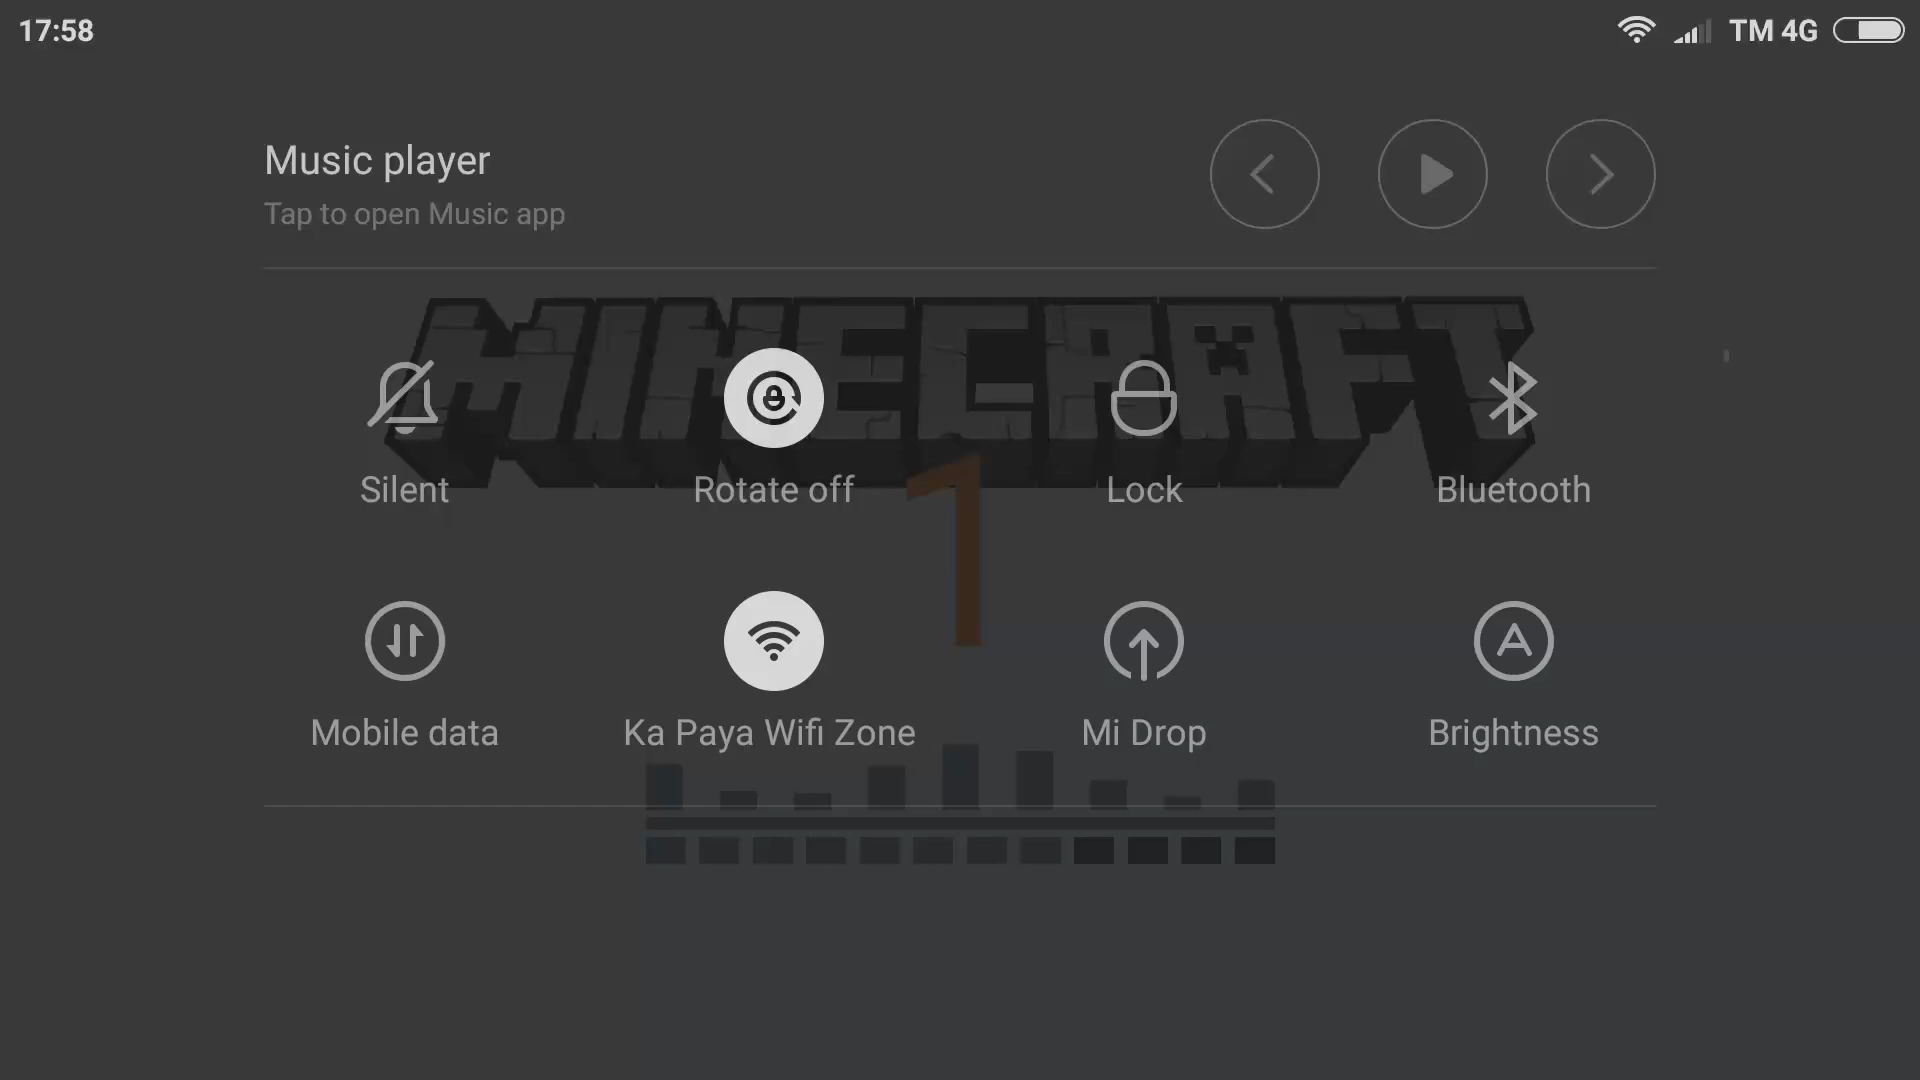 17:58
TM 4G
Music player
Tap to open Music app
MINECRAFT
Silent
Rotate off
Lock
Bluetooth
1
Mobile data
Ka Paya Wifi Zone
Mi Drop
Brightness